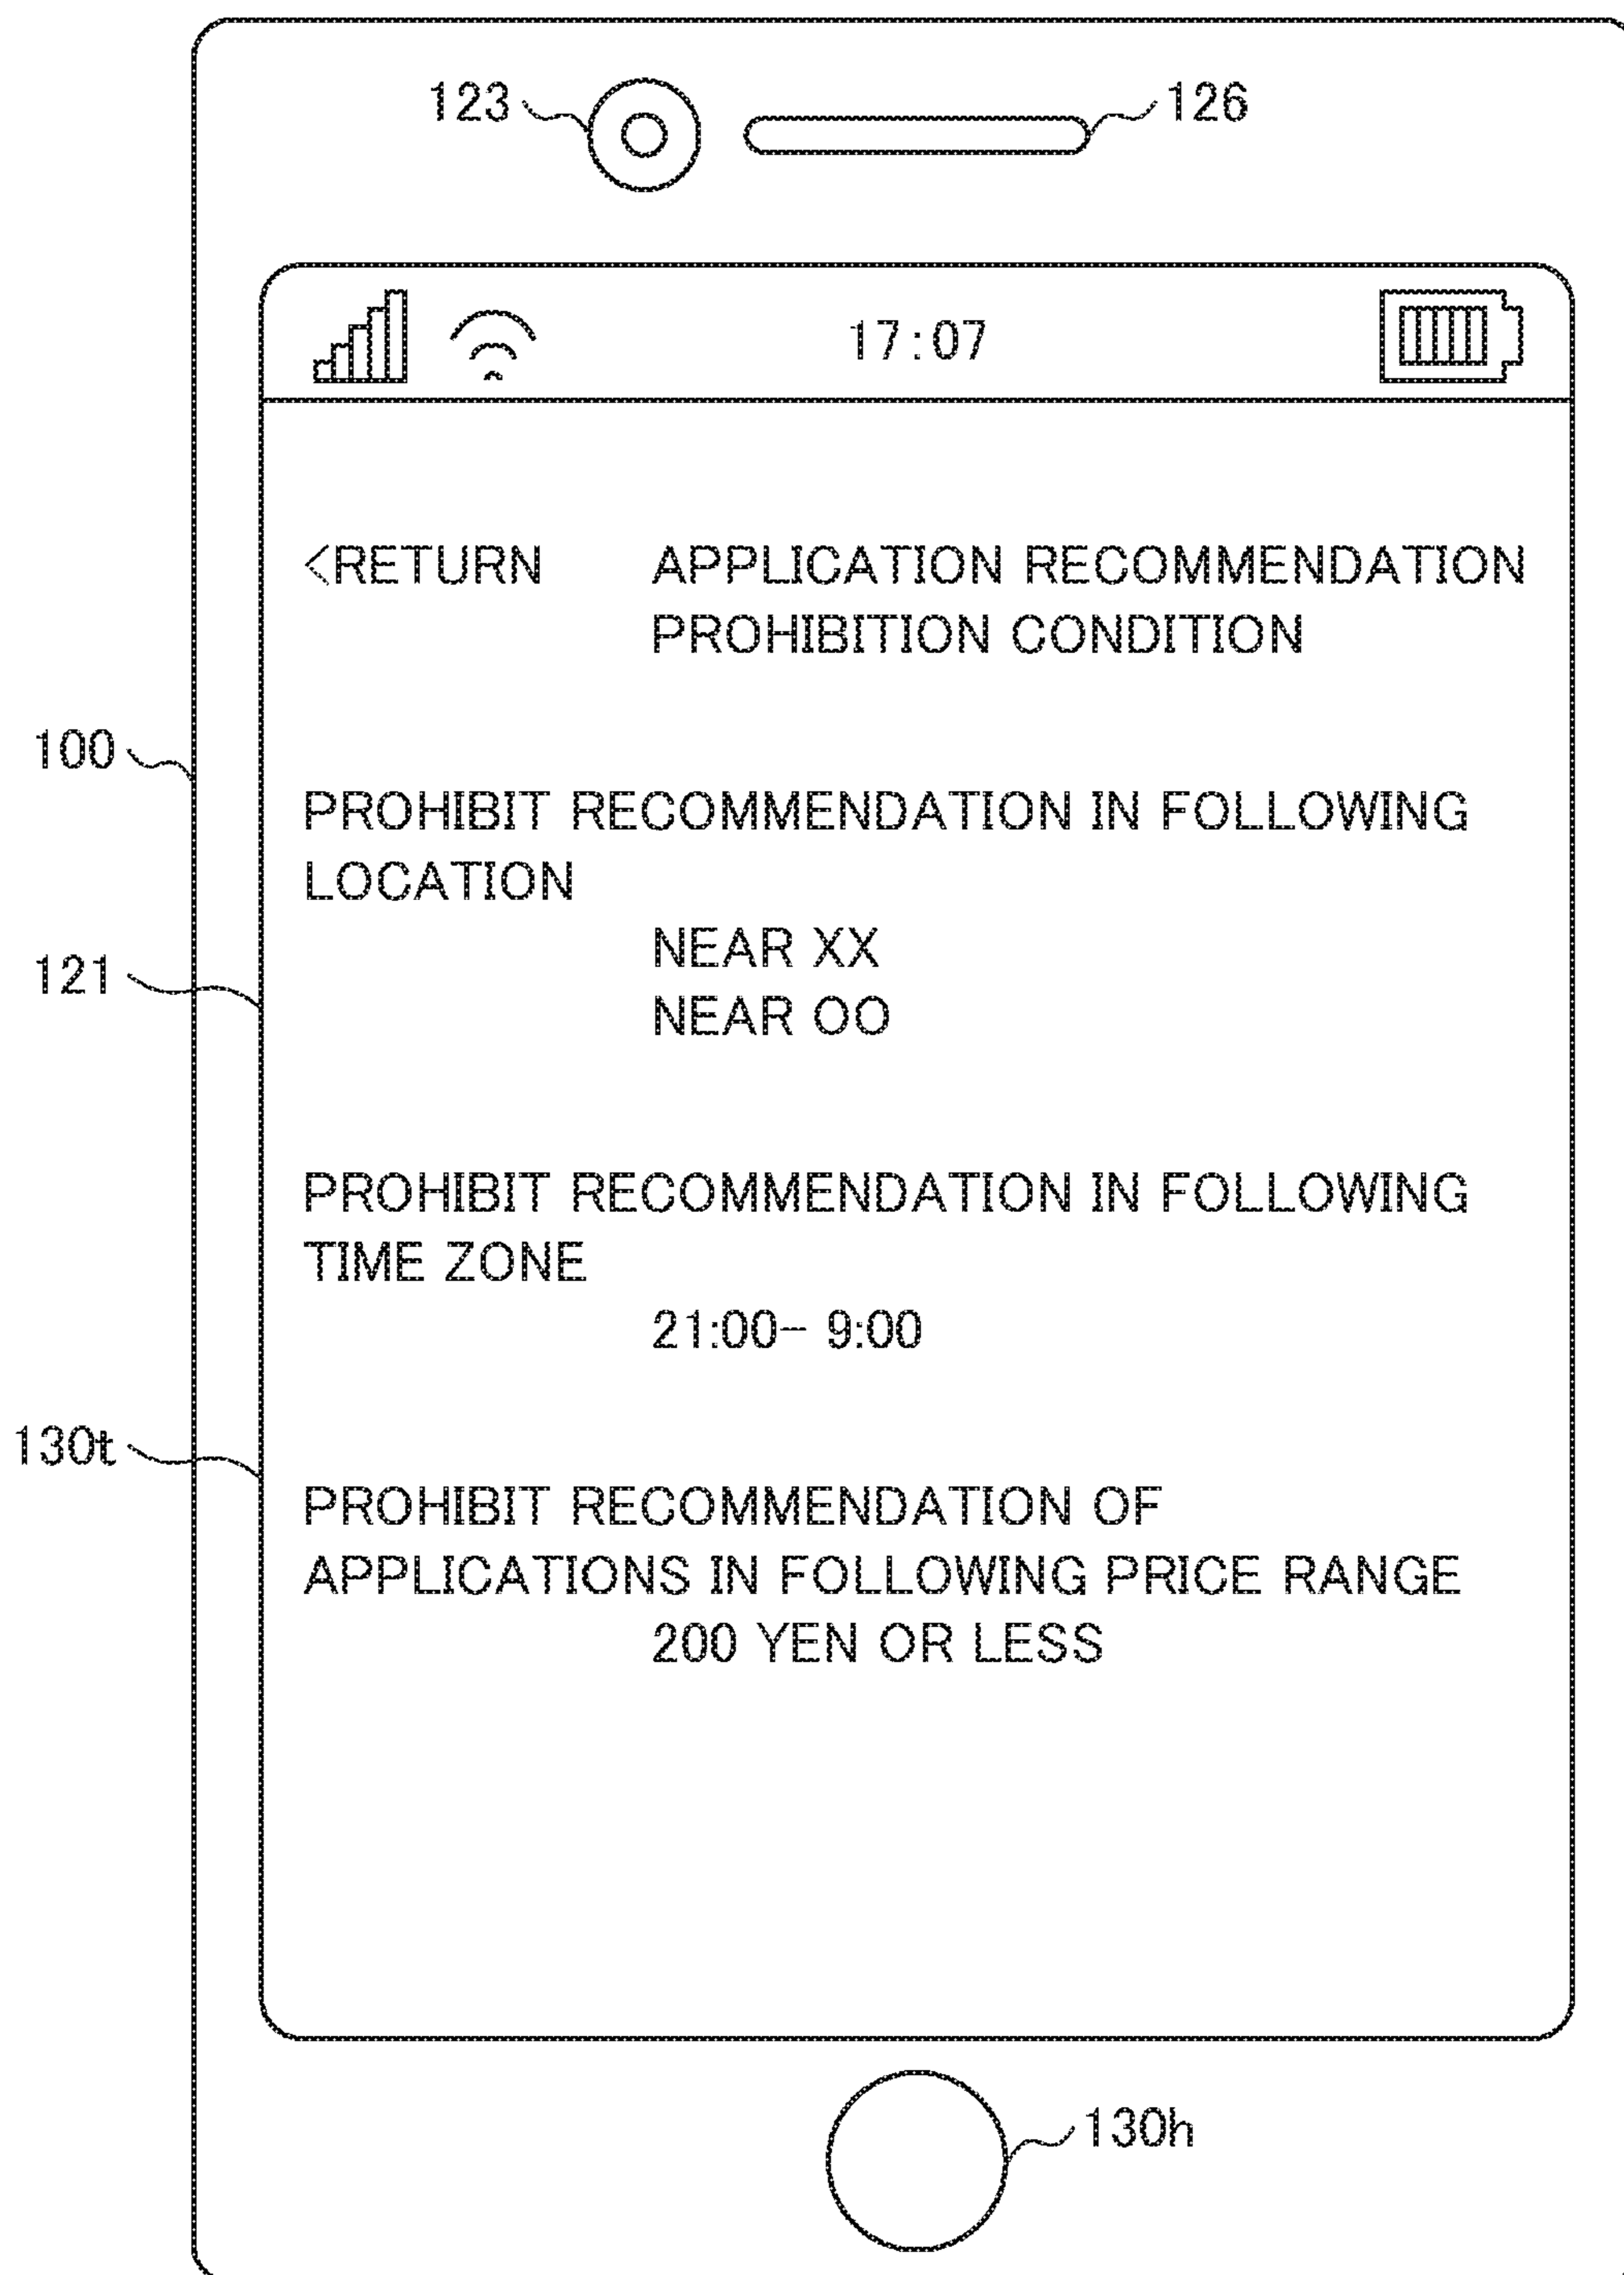 123
126
17:07
<RETURN APPLICATION RECOMMENDATION
PROHIBITION CONDITION
100
PROHIBIT RECOMMENDATION IN FOLLOWING
LOCATION
NEAR XX
121
NEAR OO
PROHIBIT RECOMMENDATION IN FOLLOWING
TIME ZONE
21:00– 9:00
130t
PROHIBIT RECOMMENDATION OF
APPLICATIONS IN FOLLOWING PRICE RANGE
200 YEN OR LESS
130h